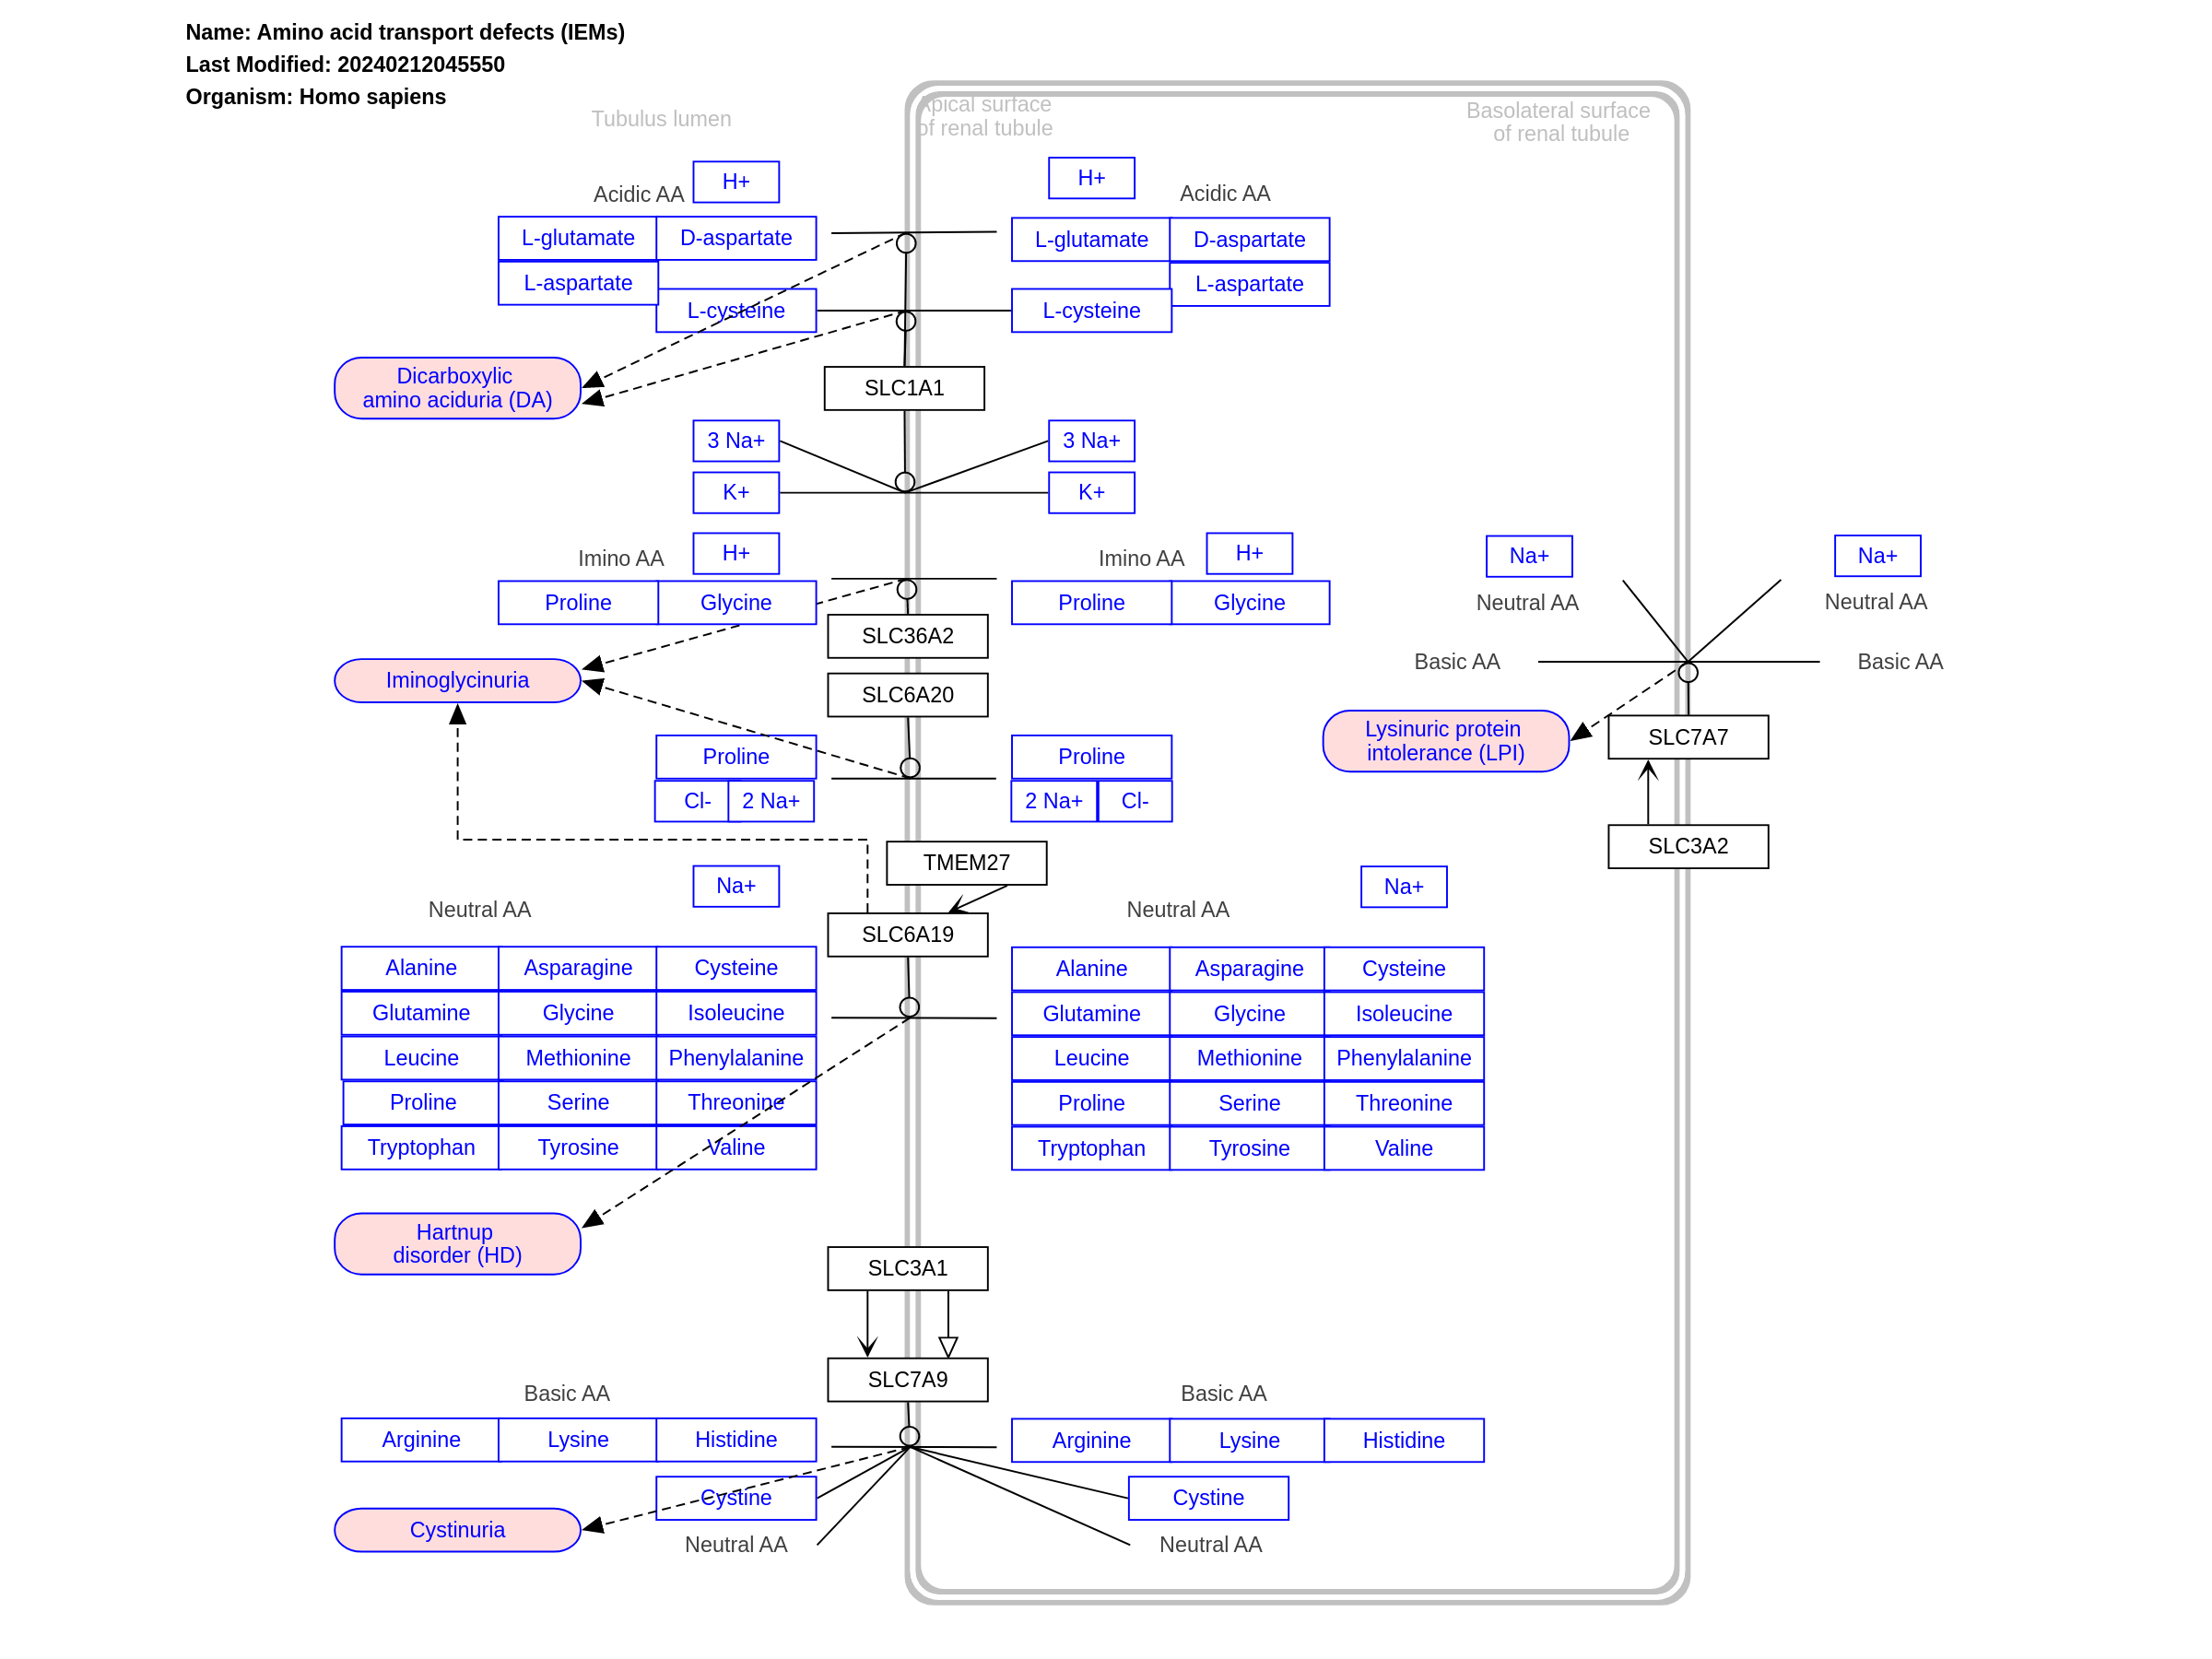 Name: Amino acid transport defects (IEMs)
Last Modified: 20240212045550
Organism: Homo sapiens
Tubulus lumen
Apical surface
of renal tubule
Basolateral surface
of renal tubule
H+
H+
Acidic AA
Acidic AA
L-glutamate
D-aspartate
L-glutamate
D-aspartate
L-aspartate
L-aspartate
L-cysteine
L-cysteine
Dicarboxylic
amino aciduria (DA)
SLC1A1
3 Na+
3 Na+
K+
K+
Imino AA
H+
Imino AA
H+
Na+
Na+
Proline
Glycine
Proline
Glycine
Neutral AA
Neutral AA
SLC36A2
Basic AA
Basic AA
Iminoglycinuria
SLC6A20
Lysinuric protein
intolerance (LPI)
SLC7A7
Proline
Proline
Cl-
2 Na+
2 Na+
Cl-
SLC3A2
TMEM27
Na+
Na+
Neutral AA
Neutral AA
SLC6A19
Alanine
Asparagine
Cysteine
Alanine
Asparagine
Cysteine
Glutamine
Glycine
Isoleucine
Glutamine
Glycine
Isoleucine
Leucine
Methionine
Phenylalanine
Leucine
Methionine
Phenylalanine
Proline
Serine
Threonine
Proline
Serine
Threonine
Tryptophan
Tyrosine
Valine
Tryptophan
Tyrosine
Valine
Hartnup
disorder (HD)
SLC3A1
SLC7A9
Basic AA
Basic AA
Arginine
Lysine
Histidine
Arginine
Lysine
Histidine
Cystine
Cystine
Cystinuria
Neutral AA
Neutral AA